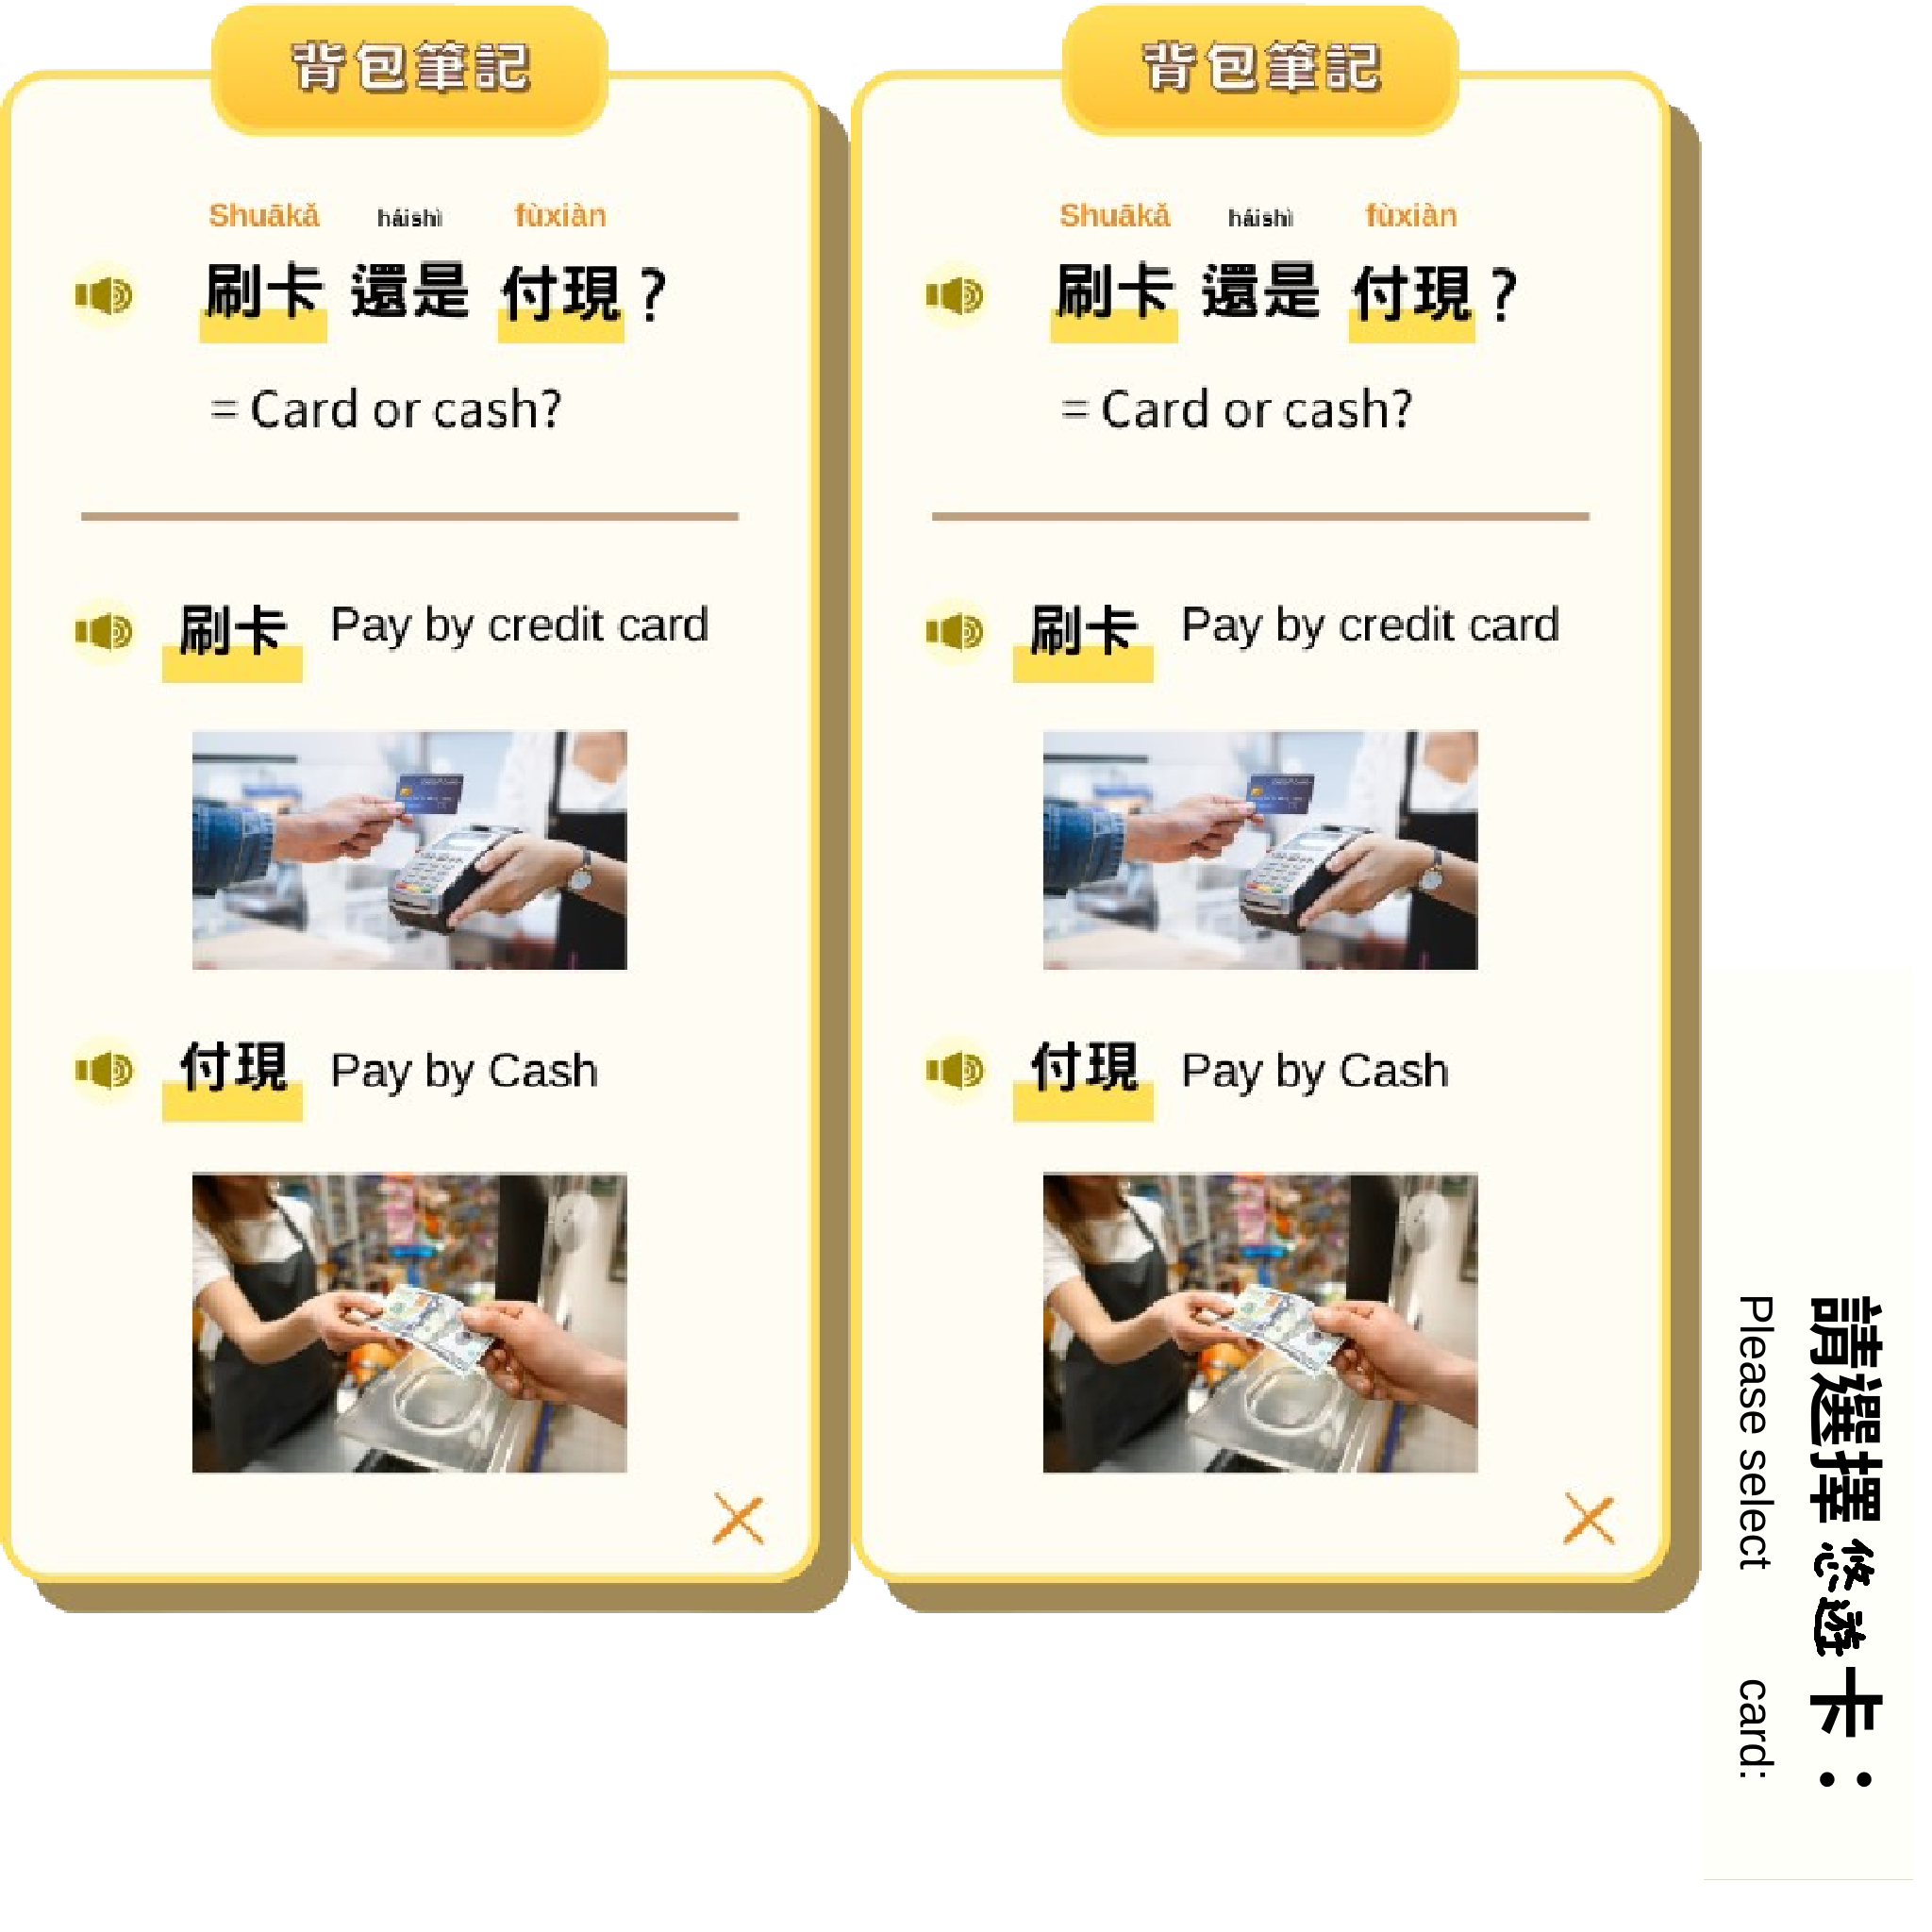 背包筆記
Shuākǎ háishì fùxiàn
刷卡 還是 付現?
= Card or cash?
刷卡 Pay by credit card
付現 Pay by Cash
背包筆記
Shuākǎ háishì fùxiàn
刷卡 還是 付現?
= Card or cash?
刷卡 Pay by credit card
付現 Pay by Cash
請選擇 悠遊 卡:
Please select card: